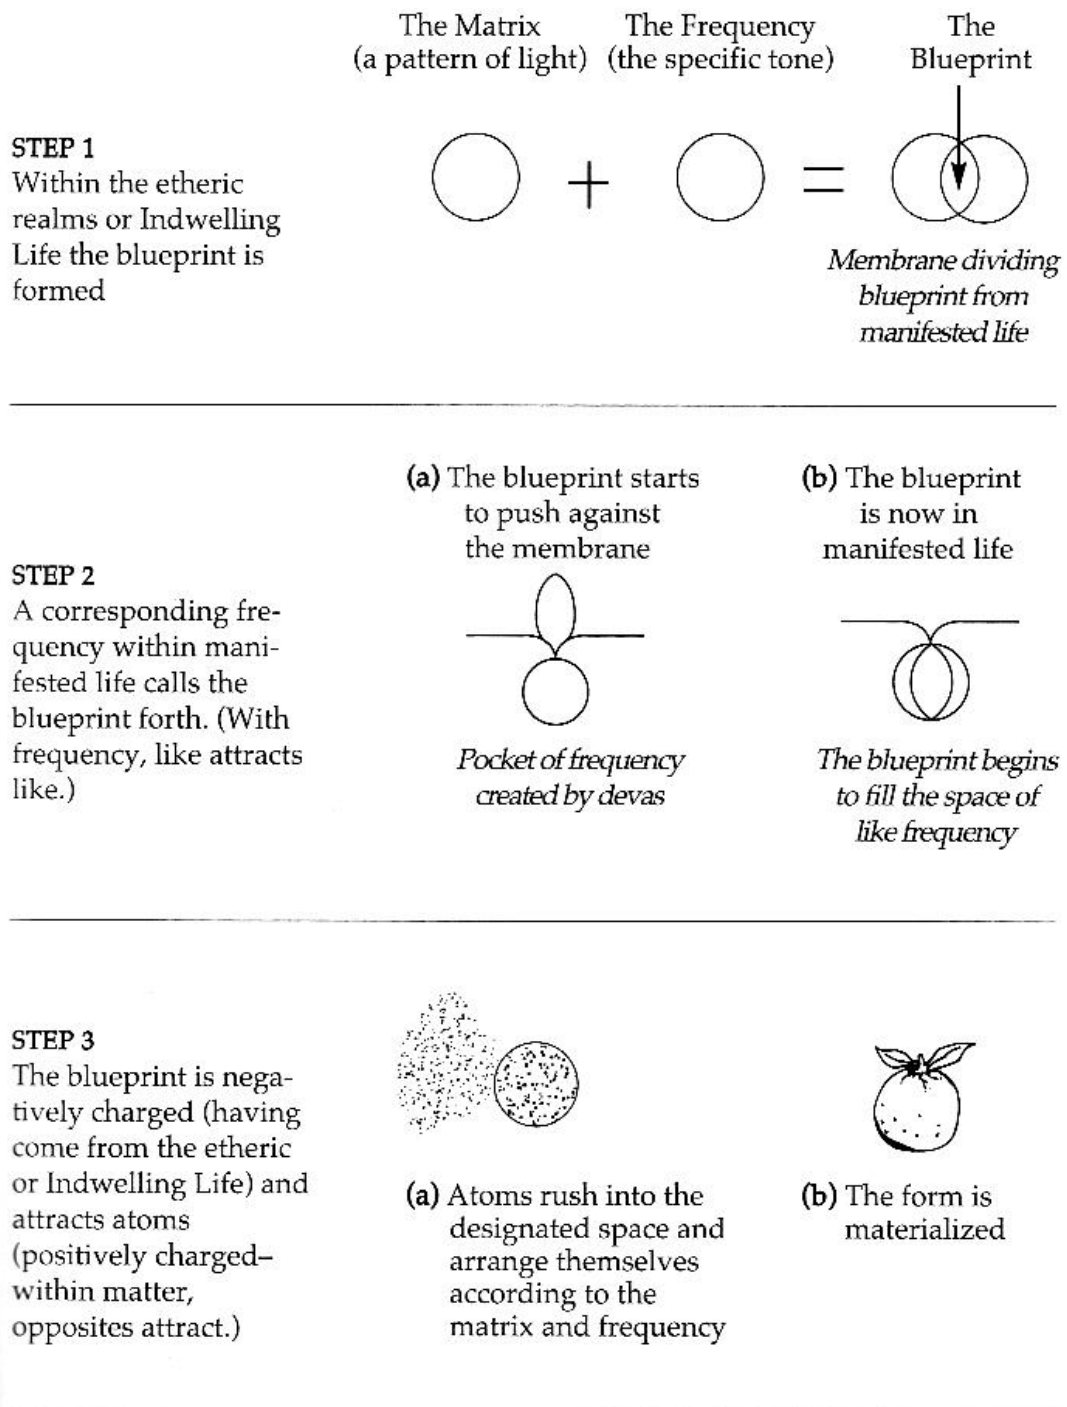 The Matrix
(a pattern of light)
The Frequency
(the specific tone)
The
Blueprint
STEP 1
Within the etheric
realms or Indwelling
Life the blueprint is
formed
+
=
Membrane dividing
blueprint from
manifested life
STEP 2
A corresponding fre-
quency within mani-
fested life calls the
blueprint forth. (With
frequency, like attracts
like.)
(a) The blueprint starts
to push against
the membrane
Pocket of frequency
created by devas
(b) The blueprint
is now in
manifested life
The blueprint begins
to fill the space of
like frequency
STEP 3
The blueprint is nega-
tively charged (having
come from the etheric
or Indwelling Life) and
attracts atoms
(positively charged–
within matter,
opposites attract.)
(a) Atoms rush into the
designated space and
arrange themselves
according to the
matrix and frequency
(b) The form is
materialized